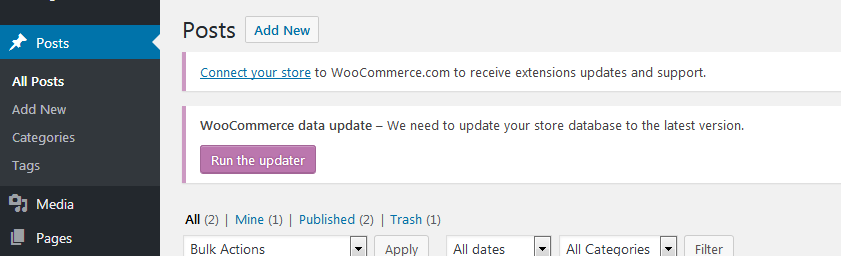 Posts
Posts Add New
Connect your store to WooCommerce.com to receive extensions updates and support.
All Posts
Add New
WooCommerce data update – We need to update your store database to the latest version.
Categories
Run the updater
Tags
Media
All (2) | Mine (1) | Published (2) | Trash (1)
Pages
Bulk Actions Apply All dates All Categories Filter